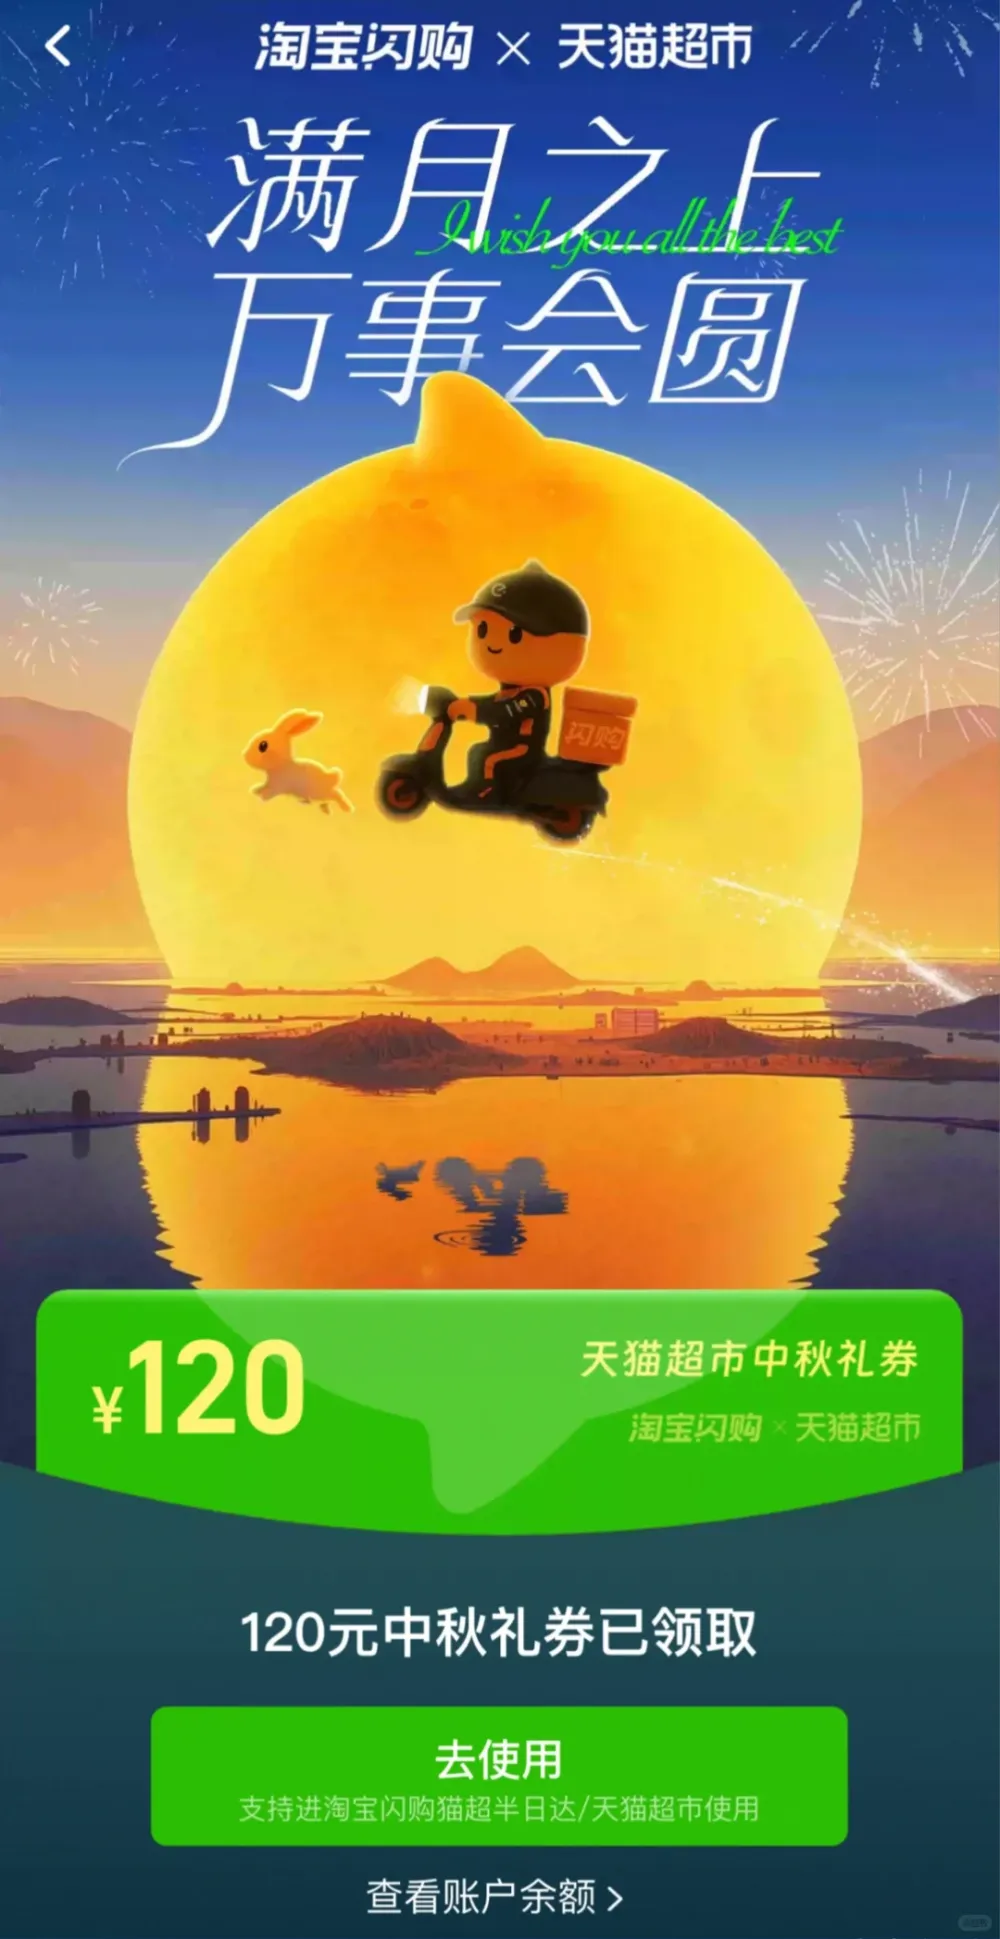 淘宝闪购 × 天猫超市
满月之上
I wish you all the best
万事会圆
闪购
¥120
天猫超市中秋礼券
淘宝闪购 × 天猫超市
120元中秋礼券已领取
去使用
支持进淘宝闪购猫超半日达/天猫超市使用
查看账户余额 >